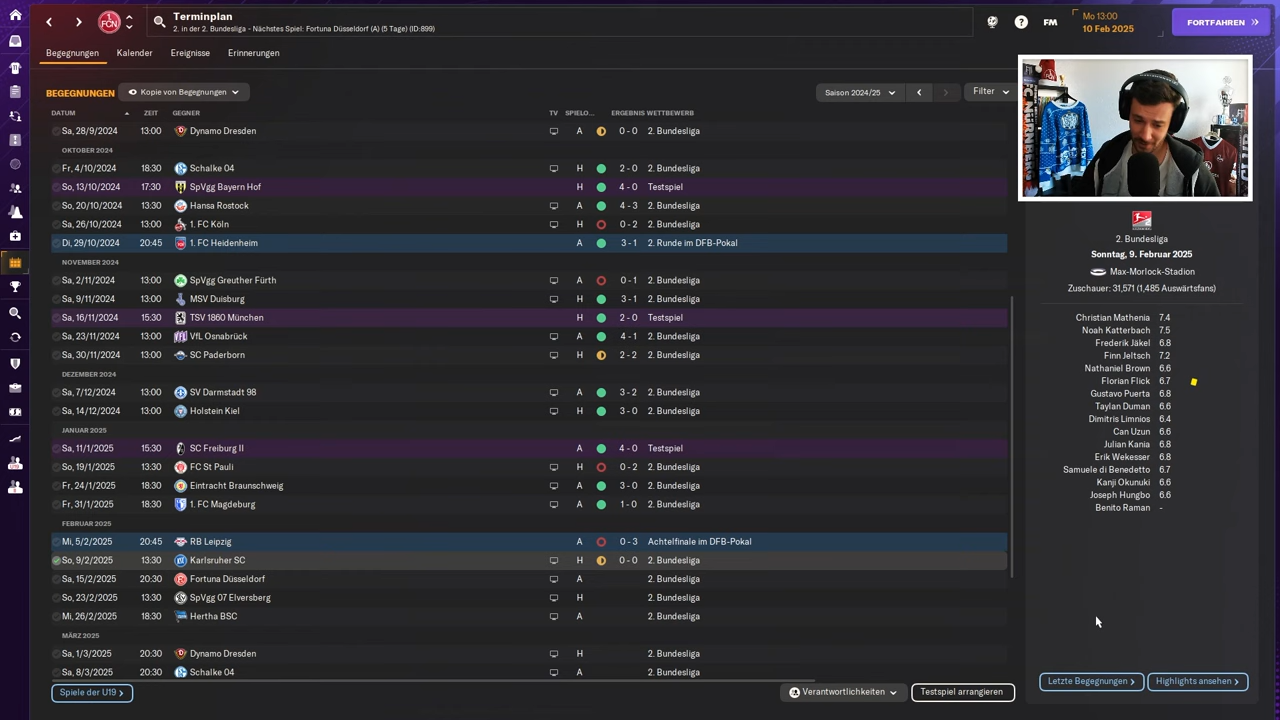 Terminplan
2. in der 2. Bundesliga - Nächstes Spiel: Fortuna Düsseldorf (A) (5 Tage) (ID:899)
FM
Mo 13:00
10 Feb 2025
FORTFAHREN
Begegnungen Kalender Ereignisse Erinnerungen
BEGEGNUNGEN Kopie von Begegnungen Saison 2024/25 Filter
DATUM ZEIT GEGNER TV SPIELO... ERGEBNIS WETTBEWERB
Sa, 28/9/2024 13:00 Dynamo Dresden A 0 - 0 2. Bundesliga
OKTOBER 2024
Fr, 4/10/2024 18:30 Schalke 04 H 2 - 0 2. Bundesliga
So, 13/10/2024 17:30 SpVgg Bayern Hof H 4 - 0 Testspiel
So, 20/10/2024 13:30 Hansa Rostock A 4 - 3 2. Bundesliga
Sa, 26/10/2024 13:00 1. FC Köln H 0 - 2 2. Bundesliga
Di, 29/10/2024 20:45 1. FC Heidenheim A 3 - 1 2. Runde im DFB-Pokal
NOVEMBER 2024
Sa, 2/11/2024 13:00 SpVgg Greuther Fürth A 0 - 1 2. Bundesliga
Sa, 9/11/2024 13:00 MSV Duisburg H 3 - 1 2. Bundesliga
Sa, 16/11/2024 15:30 TSV 1860 München H 2 - 0 Testspiel
Sa, 23/11/2024 13:00 VfL Osnabrück A 4 - 1 2. Bundesliga
Sa, 30/11/2024 13:00 SC Paderborn H 2 - 2 2. Bundesliga
DEZEMBER 2024
Sa, 7/12/2024 13:00 SV Darmstadt 98 A 3 - 2 2. Bundesliga
Sa, 14/12/2024 13:00 Holstein Kiel H 3 - 0 2. Bundesliga
JANUAR 2025
Sa, 11/1/2025 15:30 SC Freiburg II A 4 - 0 Testspiel
So, 19/1/2025 13:30 FC St Pauli H 0 - 2 2. Bundesliga
Fr, 24/1/2025 18:30 Eintracht Braunschweig A 3 - 0 2. Bundesliga
Fr, 31/1/2025 18:30 1. FC Magdeburg A 1 - 0 2. Bundesliga
FEBRUAR 2025
Mi, 5/2/2025 20:45 RB Leipzig A 0 - 3 Achtelfinale im DFB-Pokal
So, 9/2/2025 13:30 Karlsruher SC H 0 - 0 2. Bundesliga
Sa, 15/2/2025 20:30 Fortuna Düsseldorf A 2. Bundesliga
So, 23/2/2025 13:30 SpVgg 07 Elversberg H 2. Bundesliga
Mi, 26/2/2025 18:30 Hertha BSC A 2. Bundesliga
MÄRZ 2025
Sa, 1/3/2025 20:30 Dynamo Dresden H 2. Bundesliga
Sa, 8/3/2025 20:30 Schalke 04 A 2. Bundesliga
Spiele der U19 Verantwortlichkeiten Testspiel arrangieren
FC NÜRNBERG
2. Bundesliga
Sonntag, 9. Februar 2025
Max-Morlock-Stadion
Zuschauer: 31,571 (1,485 Auswärtsfans)
Christian Mathenia 7.4
Noah Katterbach 7.5
Frederik Jäkel 6.8
Finn Jeltsch 7.2
Nathaniel Brown 6.6
Florian Flick 6.7
Gustavo Puerta 6.8
Taylan Duman 6.6
Dimitris Limnios 6.4
Can Uzun 6.6
Julian Kania 6.8
Erik Wekesser 6.8
Samuele di Benedetto 6.7
Kanji Okunuki 6.6
Joseph Hungbo 6.6
Benito Raman -
Letzte Begegnungen Highlights ansehen